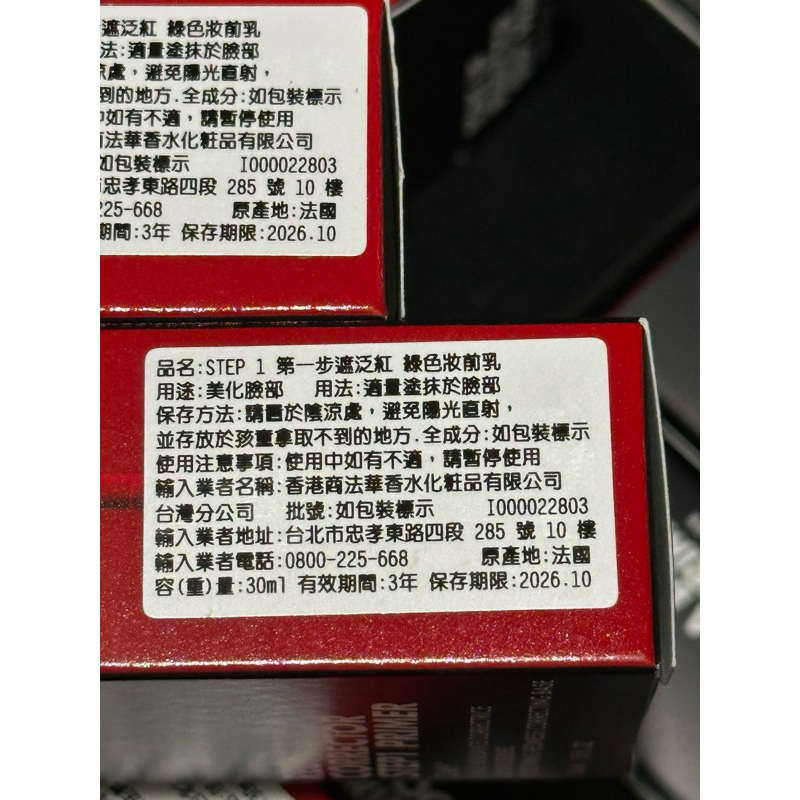 遮泛紅 綠色妝前乳
法:適量塗抹於臉部
涼處,避免陽光直射,
到的地方.全成分:如包裝標示
中如有不適,請暫停使用
法華香水化粧品有限公司
如包裝標示 I000022803
忠孝東路四段 285 號 10 樓
225-668 原產地:法國
期間:3年 保存期限:2026.10
品名:STEP 1 第一步遮泛紅 綠色妝前乳
用途:美化臉部 用法:適量塗抹於臉部
保存方法:請置於陰涼處,避免陽光直射,
並存放於孩童拿取不到的地方.全成分:如包裝標示
使用注意事項:使用中如有不適,請暫停使用
輸入業者名稱:香港商法華香水化粧品有限公司
台灣分公司 批號:如包裝標示 I000022803
輸入業者地址:台北市忠孝東路四段 285 號 10 樓
輸入業者電話:0800-225-668 原產地:法國
容(重)量:30ml 有效期間:3年 保存期限:2026.10
CORRECTOR
STEP 1 PRIMER